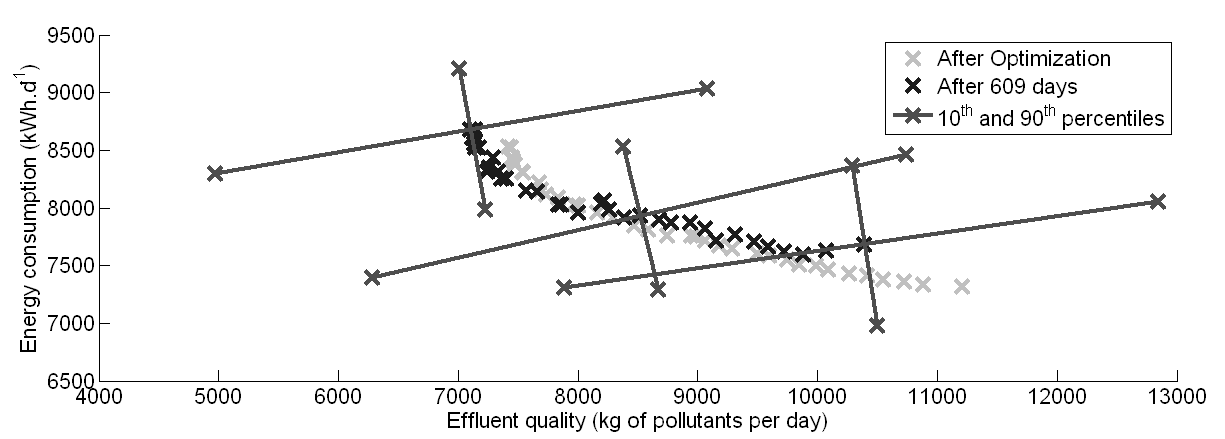 9500
9000
8500
8000
7500
7000
6500
Energy consumption (kWh.d⁻¹)
After Optimization
After 609 days
10ᵗʰ and 90ᵗʰ percentiles
4000 5000 6000 7000 8000 9000 10000 11000 12000 13000
Effluent quality (kg of pollutants per day)